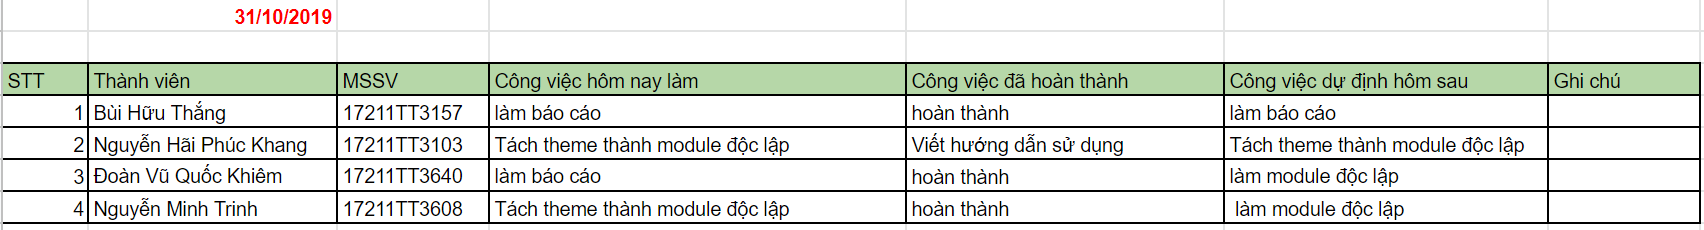 31/10/2019
STT Thành viên MSSV Công việc hôm nay làm Công việc đã hoàn thành Công việc dự định hôm sau Ghi chú
1 Bùi Hữu Thắng 17211TT3157 làm báo cáo hoàn thành làm báo cáo
2 Nguyễn Hãi Phúc Khang 17211TT3103 Tách theme thành module độc lập Viết hướng dẫn sử dụng Tách theme thành module độc lập
3 Đoàn Vũ Quốc Khiêm 17211TT3640 làm báo cáo hoàn thành làm module độc lập
4 Nguyễn Minh Trinh 17211TT3608 Tách theme thành module độc lập hoàn thành làm module độc lập